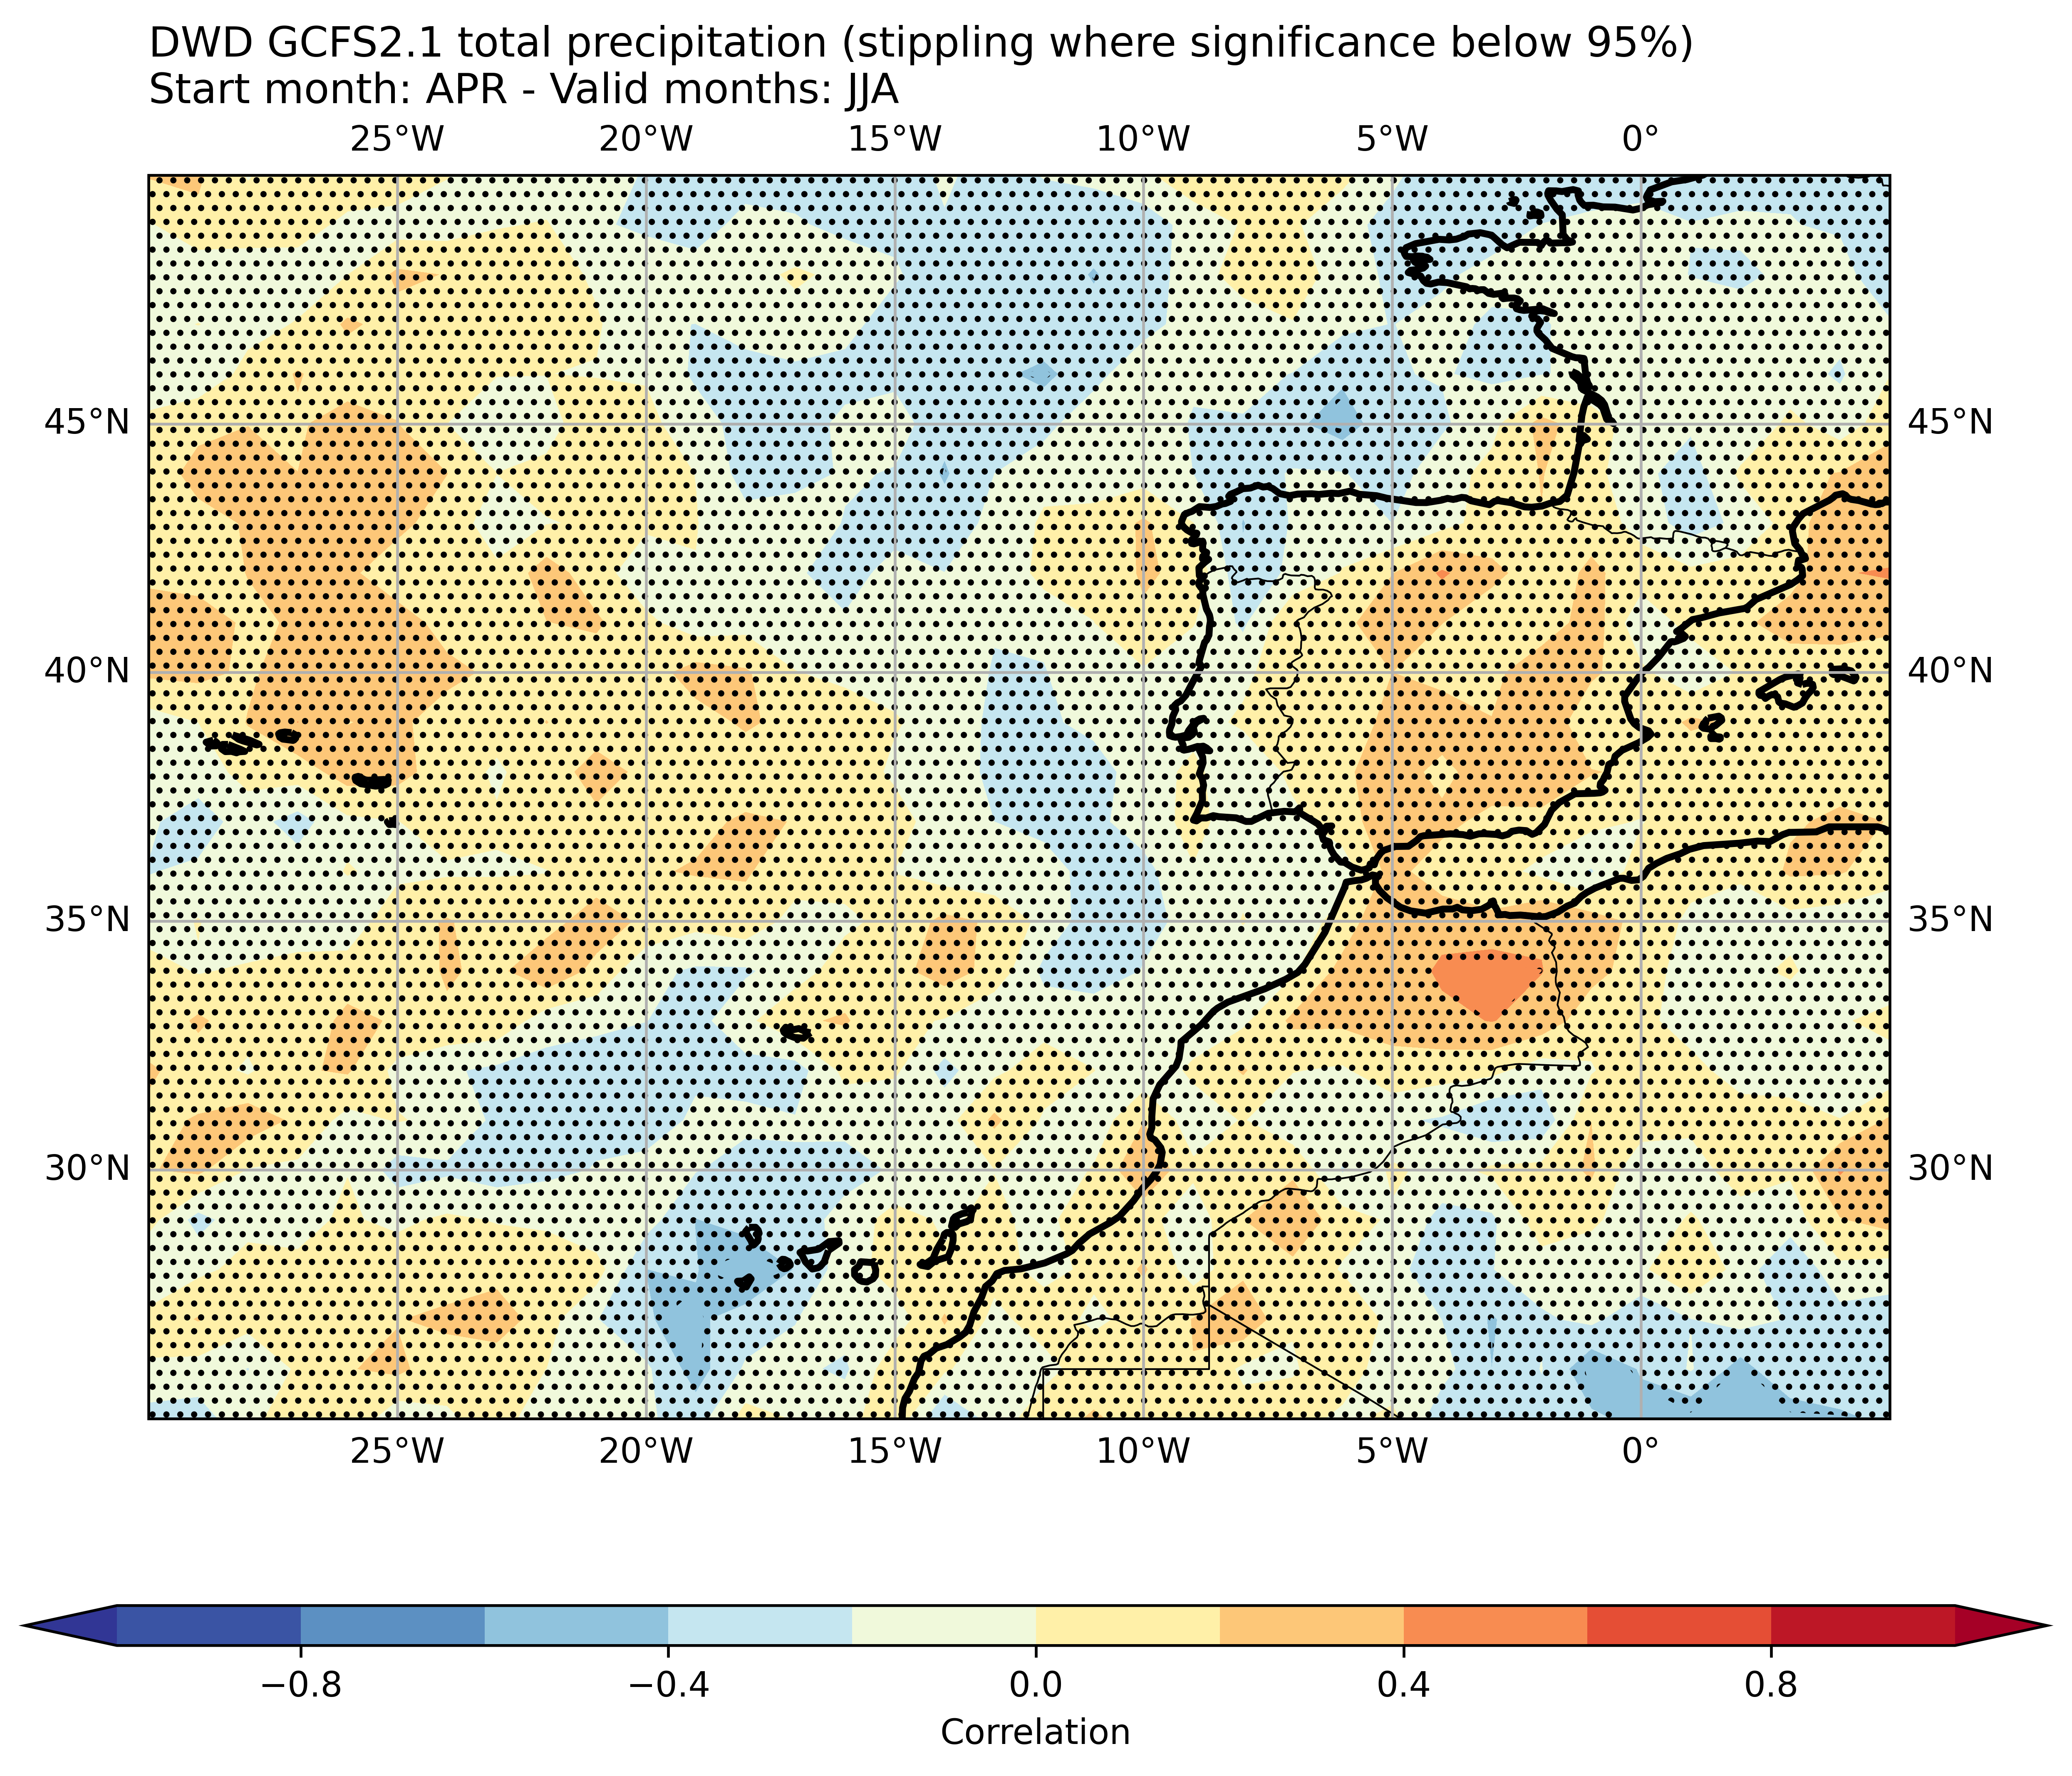 DWD GCFS2.1 total precipitation (stippling where significance below 95%)
Start month: APR - Valid months: JJA
25°W 20°W 15°W 10°W 5°W 0°
45°N 45°N
40°N 40°N
35°N 35°N
30°N 30°N
25°W 20°W 15°W 10°W 5°W 0°
−0.8 −0.4 0.0 0.4 0.8
Correlation